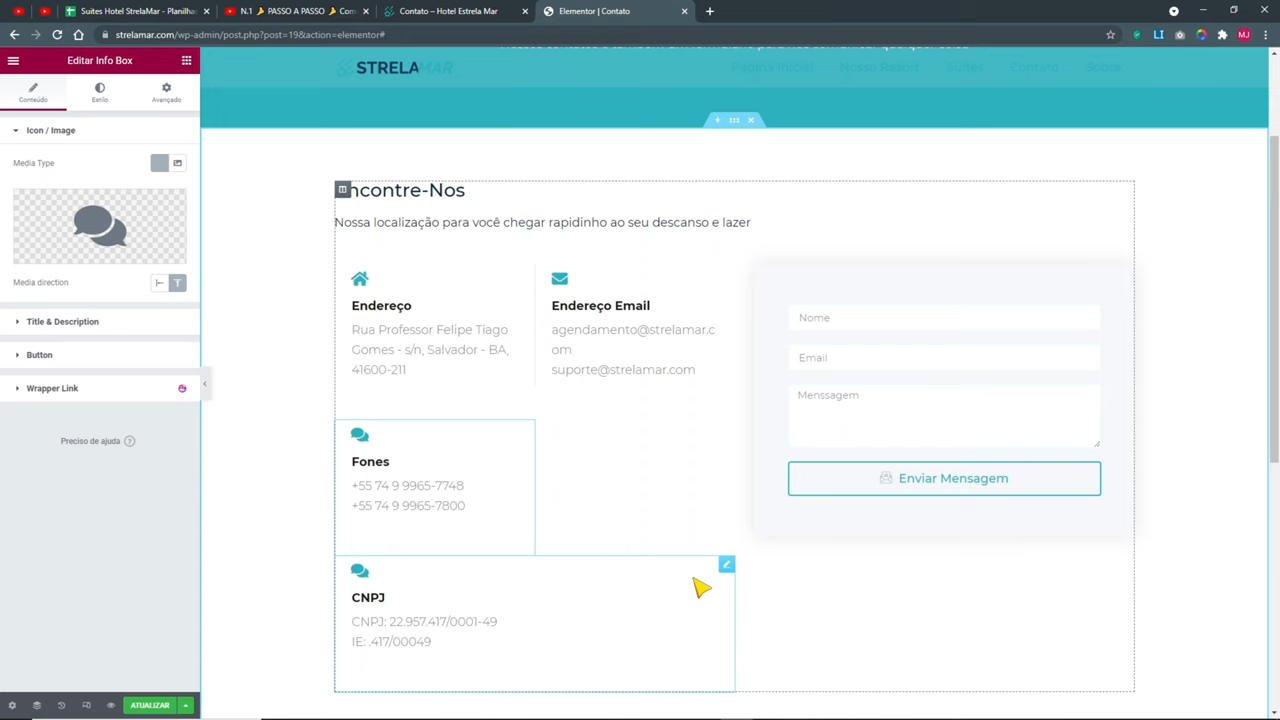 Suites Hotel StrelaMar - Planilha
N.1 🔑 PASSO A PASSO 🔑 Com
Contato – Hotel Estrela Mar
Elementor | Contato
strelamar.com/wp-admin/post.php?post=19&action=elementor#
MJ
Editar Info Box
Conteúdo
Estilo
Avançado
Icon / Image
Media Type
Media direction
Title & Description
Button
Wrapper Link
Preciso de ajuda
ATUALIZAR
STRELAMAR
Página Inicial
Nosso Resort
Suítes
Contato
Sobre
ncontre-Nos
Nossa localização para você chegar rapidinho ao seu descanso e lazer
Endereço
Rua Professor Felipe Tiago
Gomes - s/n, Salvador - BA,
41600-211
Endereço Email
agendamento@strelamar.c
om
suporte@strelamar.com
Fones
+55 74 9 9965-7748
+55 74 9 9965-7800
CNPJ
CNPJ: 22.957.417/0001-49
IE: .417/00049
Nome
Email
Menssagem
Enviar Mensagem